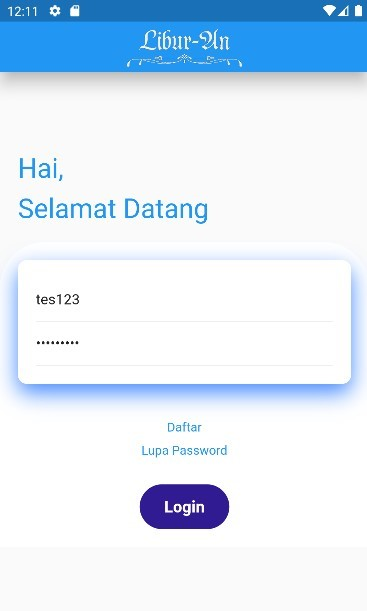 12:11
Libur-An
Hai,
Selamat Datang
tes123
•••••••••
Daftar
Lupa Password
Login